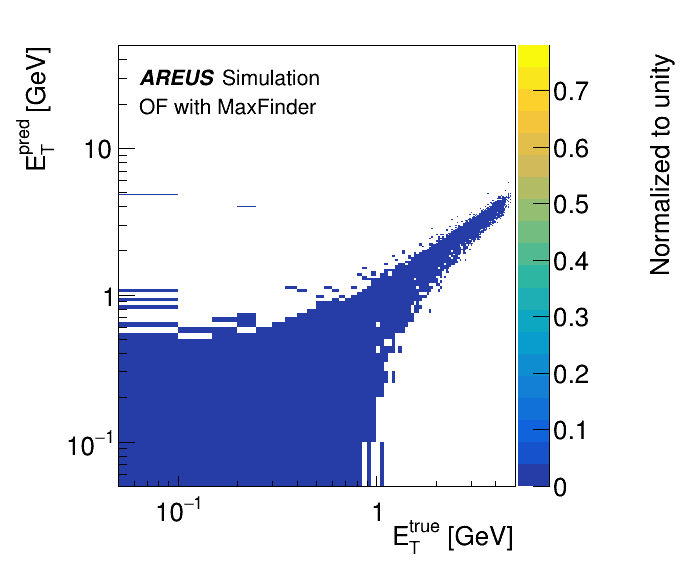 AREUS Simulation
OF with MaxFinder
E_T^pred [GeV]
10
1
10^−1
10^−1
1
E_T^true [GeV]
0.7
0.6
0.5
0.4
0.3
0.2
0.1
0
Normalized to unity